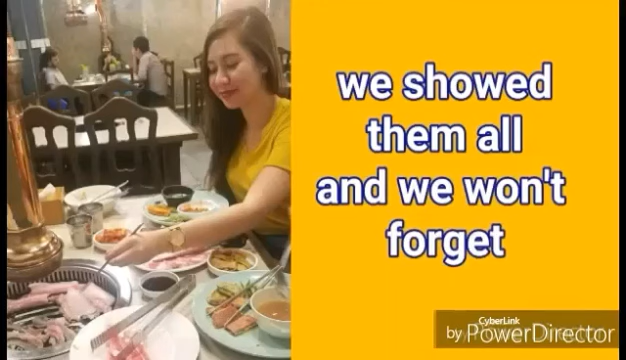 we showed
them all
and we won't
forget
CyberLink
by PowerDirector